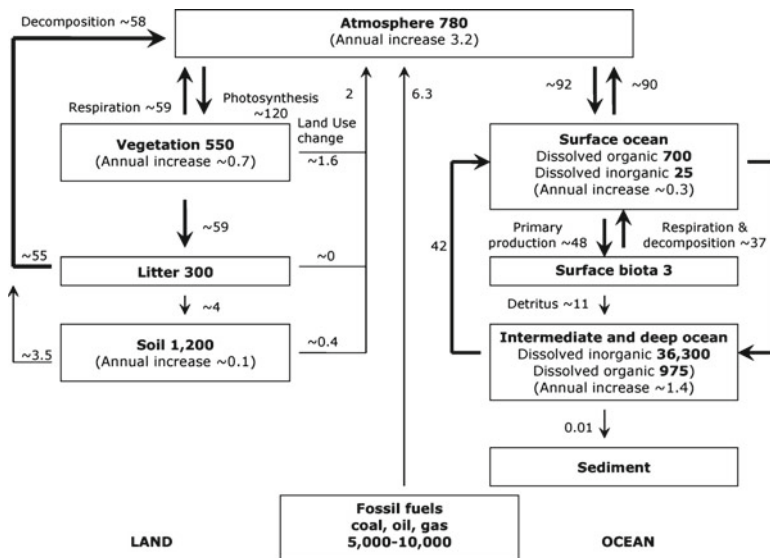 Decomposition ~58
Atmosphere 780
(Annual increase 3.2)
Respiration ~59
Photosynthesis
~120
2
6.3
~92
~90
Land Use
change
Vegetation 550
(Annual increase ~0.7)
~1.6
Surface ocean
Dissolved organic 700
Dissolved inorganic 25
(Annual increase ~0.3)
~59
42
Primary
production ~48
Respiration &
decomposition ~37
~55
Litter 300
~0
Surface biota 3
~4
Detritus ~11
~3.5
Soil 1,200
(Annual increase ~0.1)
~0.4
Intermediate and deep ocean
Dissolved inorganic 36,300
Dissolved organic 975)
(Annual increase ~1.4)
0.01
Sediment
Fossil fuels
coal, oil, gas
5,000-10,000
LAND
OCEAN